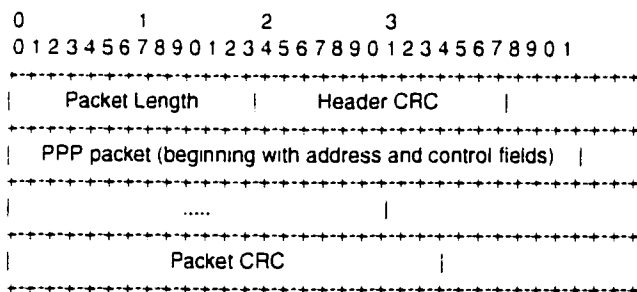 0 1 2 3
0 1 2 3 4 5 6 7 8 9 0 1 2 3 4 5 6 7 8 9 0 1 2 3 4 5 6 7 8 9 0 1
+-+-+-+-+-+-+-+-+-+-+-+-+-+-+-+-+-+-+-+-+-+-+-+-+-+-+-+-+-+-+-+-+
| Packet Length | Header CRC |
+-+-+-+-+-+-+-+-+-+-+-+-+-+-+-+-+-+-+-+-+-+-+-+-+-+-+-+-+-+-+-+-+
| PPP packet (beginning with address and control fields) |
+-+-+-+-+-+-+-+-+-+-+-+-+-+-+-+-+-+-+-+-+-+-+-+-+-+-+-+-+-+-+-+-+
| ..... |
+-+-+-+-+-+-+-+-+-+-+-+-+-+-+-+-+-+-+-+-+-+-+-+-+-+-+-+-+-+-+-+-+
| Packet CRC |
+-+-+-+-+-+-+-+-+-+-+-+-+-+-+-+-+-+-+-+-+-+-+-+-+-+-+-+-+-+-+-+-+